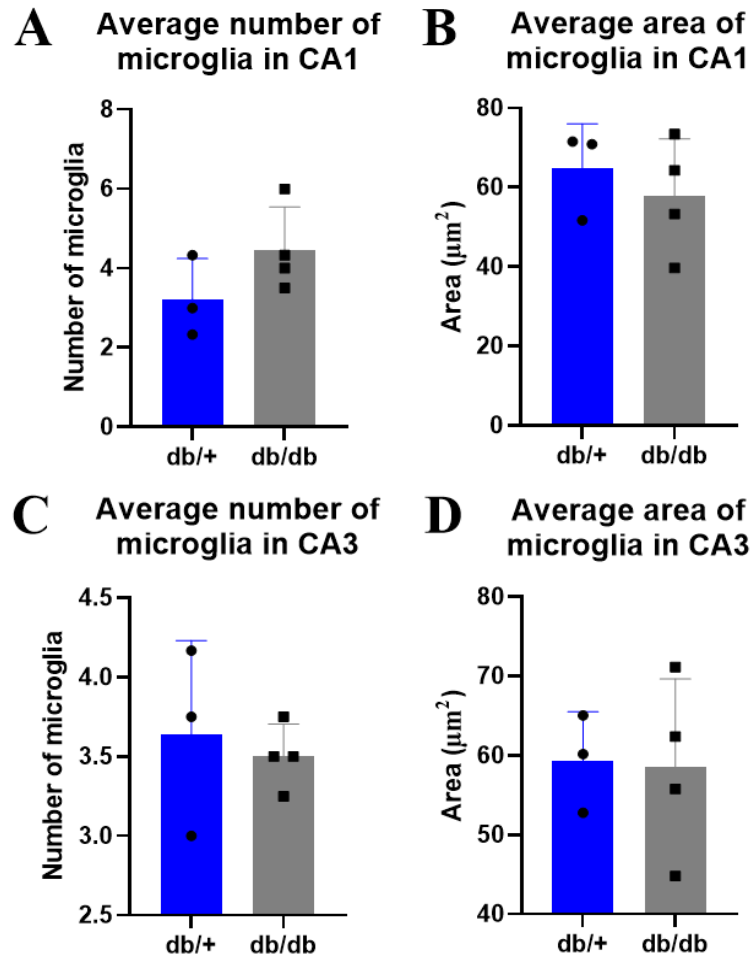 A
Average number of
microglia in CA1
Number of microglia
8
6
4
2
0
db/+
db/db
B
Average area of
microglia in CA1
Area (μm²)
80
60
40
20
0
db/+
db/db
C
Average number of
microglia in CA3
Number of microglia
4.5
4.0
3.5
3.0
2.5
db/+
db/db
D
Average area of
microglia in CA3
Area (μm²)
80
70
60
50
40
db/+
db/db